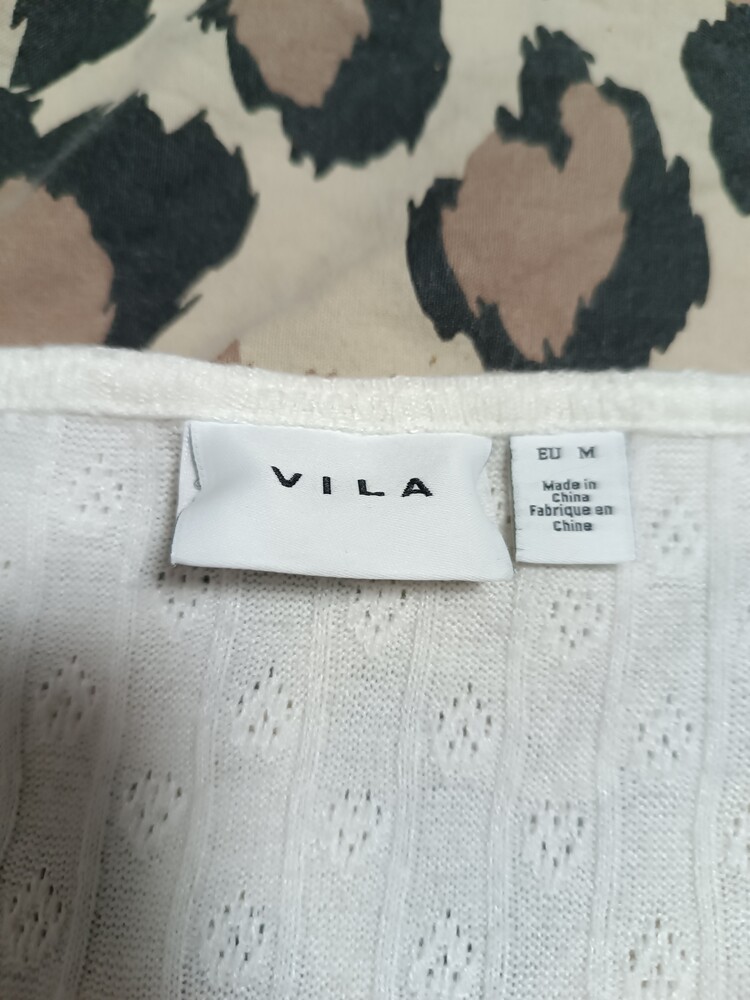 VILA
EU M
Made in
China
Fabrique en
Chine